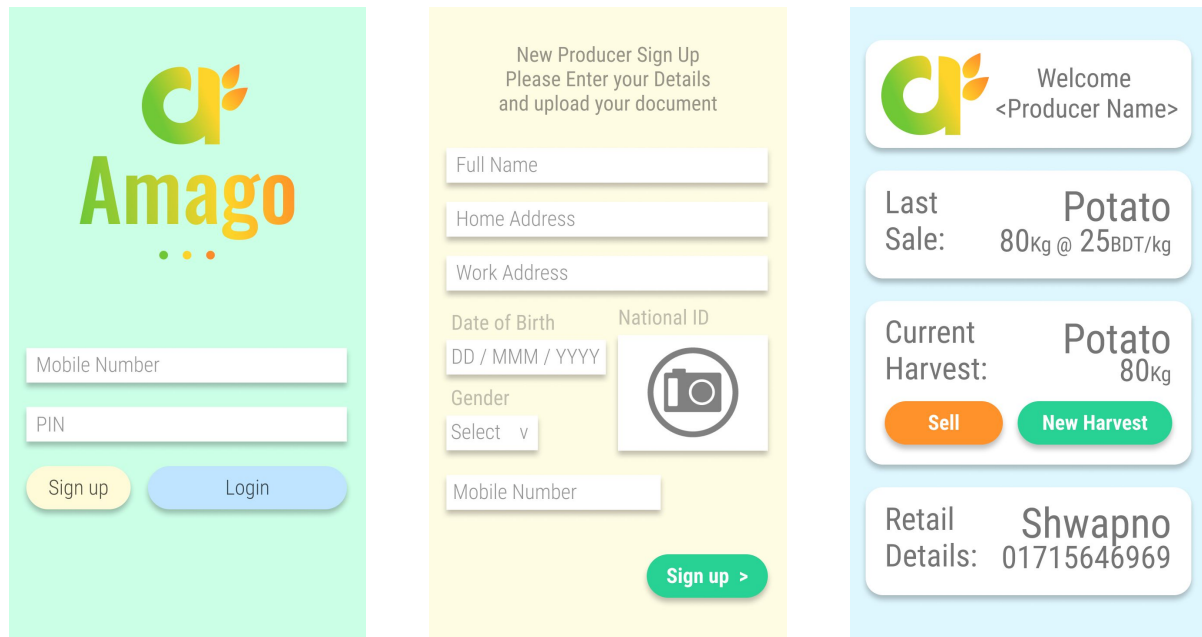 Amago
Mobile Number
PIN
Sign up
Login
New Producer Sign Up
Please Enter your Details
and upload your document
Full Name
Home Address
Work Address
Date of Birth
National ID
DD / MMM / YYYY
Gender
Select v
Mobile Number
Sign up >
Welcome
<Producer Name>
Last
Sale:
Potato
80Kg @ 25BDT/kg
Current
Harvest:
Potato
80Kg
Sell
New Harvest
Retail
Details:
Shwapno
01715646969